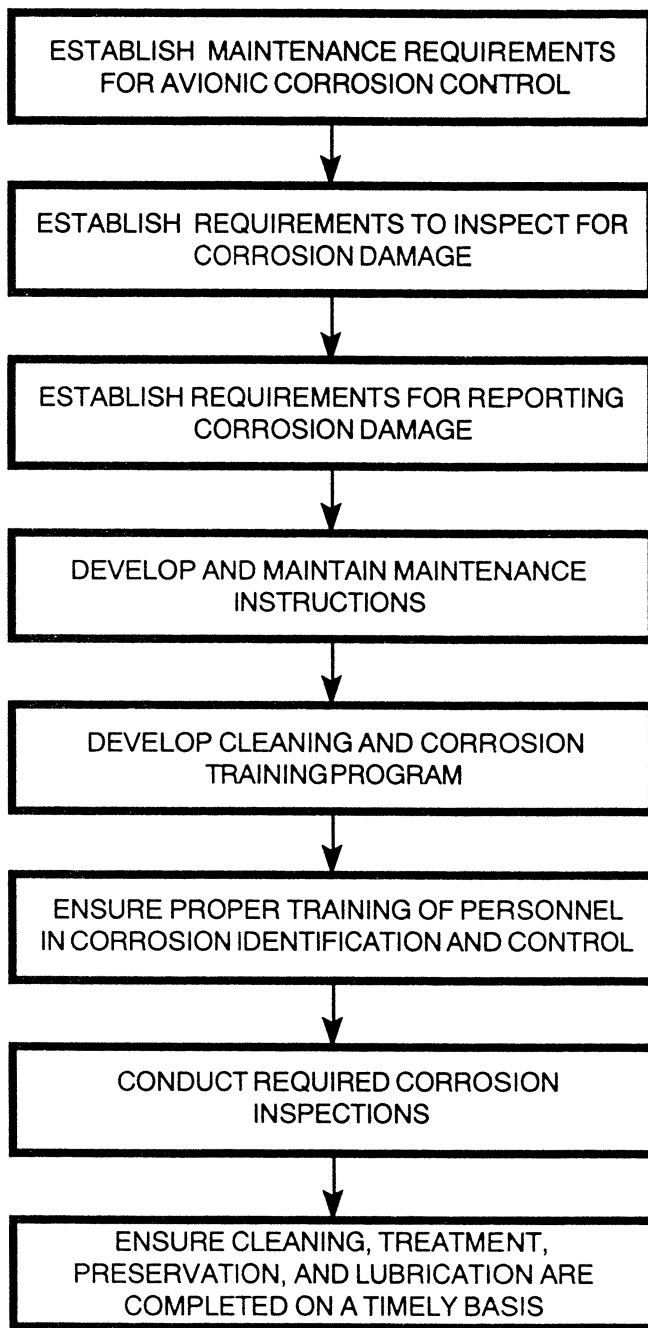 ESTABLISH MAINTENANCE REQUIREMENTS
FOR AVIONIC CORROSION CONTROL
ESTABLISH REQUIREMENTS TO INSPECT FOR
CORROSION DAMAGE
ESTABLISH REQUIREMENTS FOR REPORTING
CORROSION DAMAGE
DEVELOP AND MAINTAIN MAINTENANCE
INSTRUCTIONS
DEVELOP CLEANING AND CORROSION
TRAINING PROGRAM
ENSURE PROPER TRAINING OF PERSONNEL
IN CORROSION IDENTIFICATION AND CONTROL
CONDUCT REQUIRED CORROSION
INSPECTIONS
ENSURE CLEANING, TREATMENT,
PRESERVATION, AND LUBRICATION ARE
COMPLETED ON A TIMELY BASIS